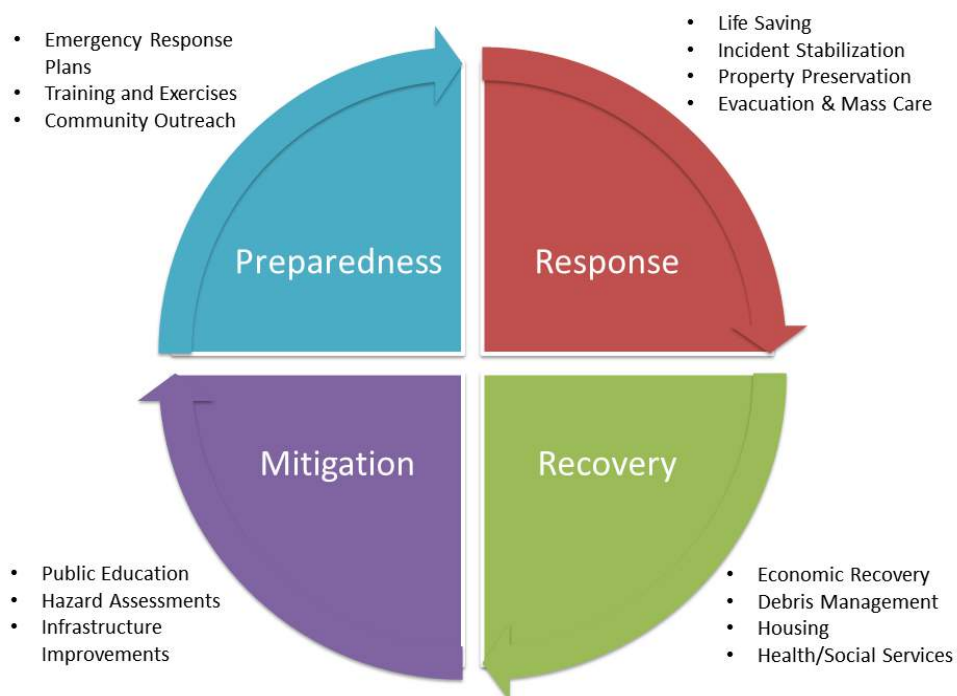 • Emergency Response
Plans
• Training and Exercises
• Community Outreach
• Life Saving
• Incident Stabilization
• Property Preservation
• Evacuation & Mass Care
Preparedness
Response
Mitigation
Recovery
• Public Education
• Hazard Assessments
• Infrastructure
Improvements
• Economic Recovery
• Debris Management
• Housing
• Health/Social Services